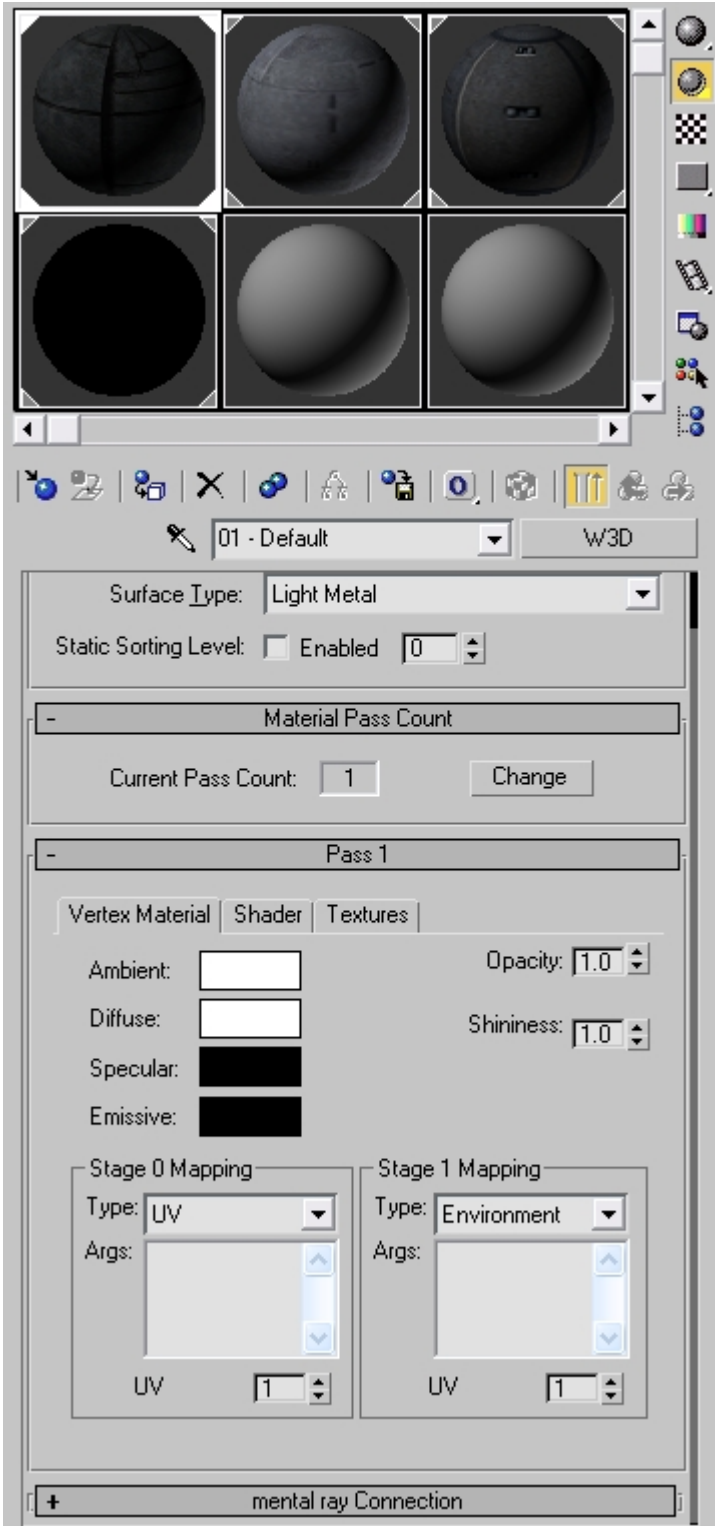 O
01 - Default
W3D
Surface Type:
Light Metal
Static Sorting Level:
Enabled
0
- Material Pass Count
Current Pass Count:
1
Change
- Pass 1
Vertex Material
Shader
Textures
Ambient:
Opacity:
1.0
Diffuse:
Shininess:
1.0
Specular:
Emissive:
Stage 0 Mapping
Type:
UV
Args:
UV
1
Stage 1 Mapping
Type:
Environment
Args:
UV
1
+ mental ray Connection